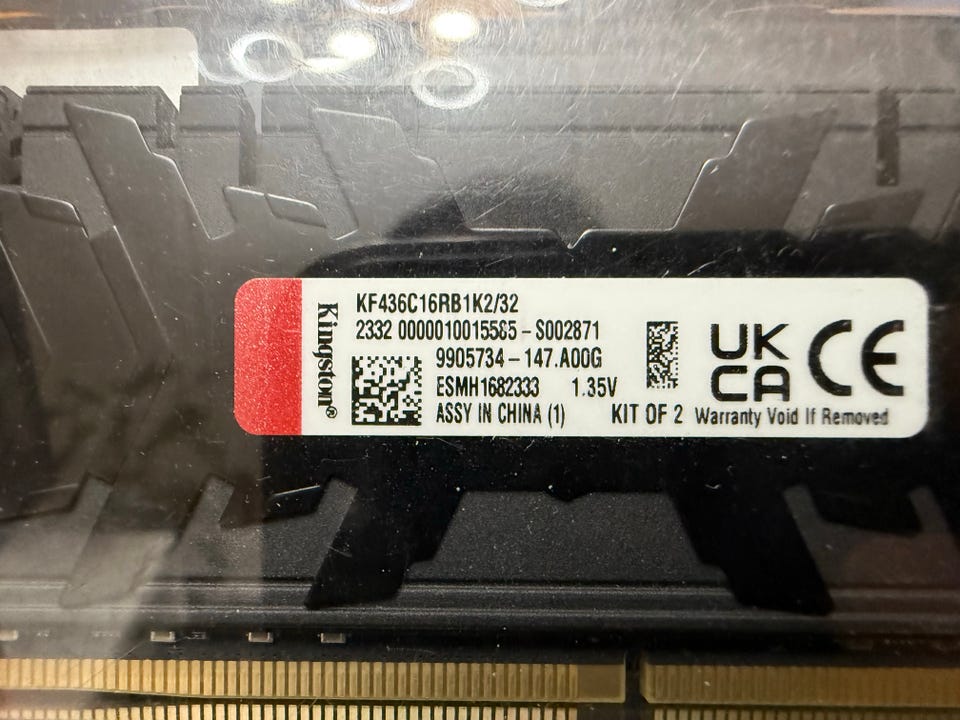 Kingston®
KF436C16RB1K2/32
2332 0000010015585-S002871
9905734-147.A00G
ESMH1682333 1.35V
ASSY IN CHINA (1) KIT OF 2
UK
CA
CE
Warranty Void If Removed